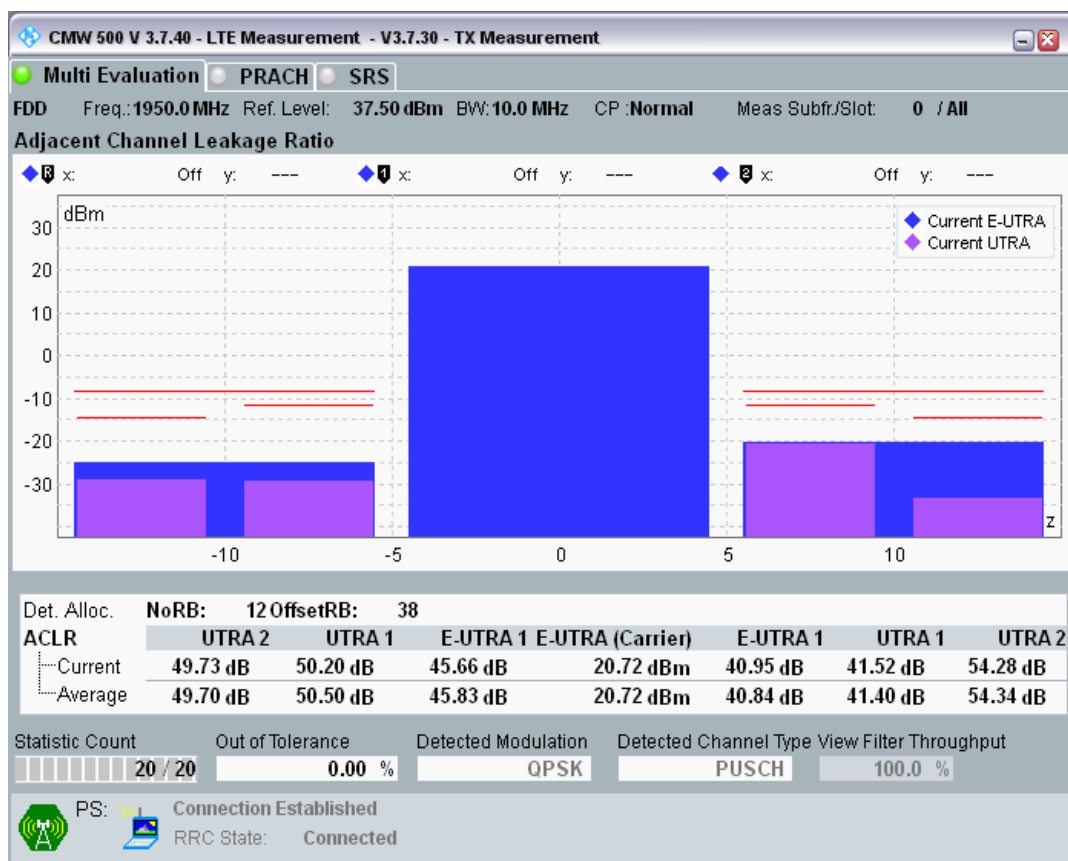 CMW 500 V 3.7.40 - LTE Measurement - V3.7.30 - TX Measurement
Multi Evaluation PRACH SRS
FDD Freq.: 1950.0 MHz Ref. Level: 37.50 dBm BW: 10.0 MHz CP :Normal Meas Subfr./Slot: 0 / All
Adjacent Channel Leakage Ratio
R x: Off y: --- 1 x: Off y: --- 2 x: Off y: ---
dBm
Current E-UTRA
Current UTRA
30
20
10
0
-10
-20
-30
z
-10 -5 0 5 10
Det. Alloc. NoRB: 12 OffsetRB: 38
ACLR UTRA 2 UTRA 1 E-UTRA 1 E-UTRA (Carrier) E-UTRA 1 UTRA 1 UTRA 2
Current 49.73 dB 50.20 dB 45.66 dB 20.72 dBm 40.95 dB 41.52 dB 54.28 dB
Average 49.70 dB 50.50 dB 45.83 dB 20.72 dBm 40.84 dB 41.40 dB 54.34 dB
Statistic Count Out of Tolerance Detected Modulation Detected Channel Type View Filter Throughput
20 / 20 0.00 % QPSK PUSCH 100.0 %
PS: Connection Established
RRC State: Connected